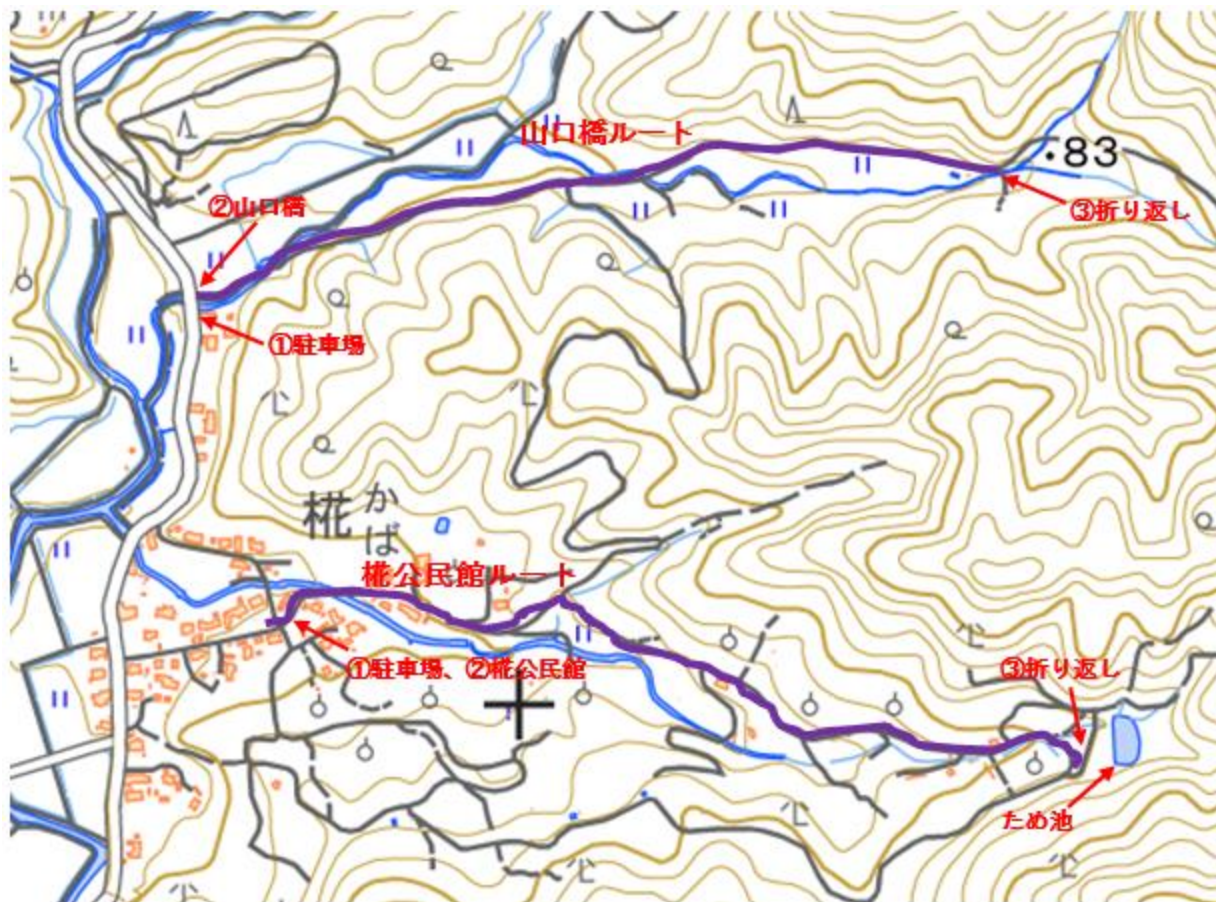 山口橋ルート
.83
②山口橋
③折り返し
①駐車場
椛
かば
椛公民館ルート
①駐車場、②椛公民館
③折り返し
ため池